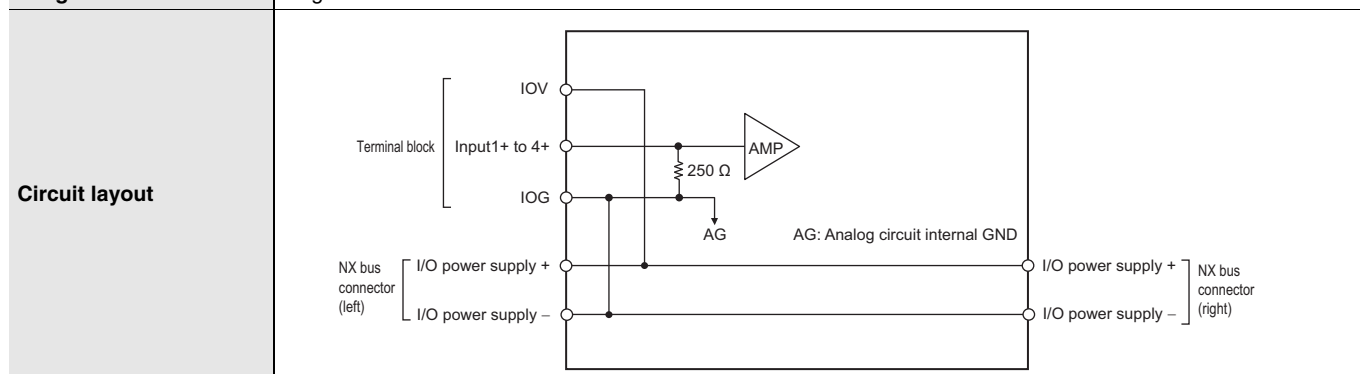 Circuit layout
IOV
Terminal block
Input1+ to 4+
AMP
250 Ω
IOG
AG
AG: Analog circuit internal GND
NX bus
connector
(left)
I/O power supply +
I/O power supply –
I/O power supply +
I/O power supply –
NX bus
connector
(right)